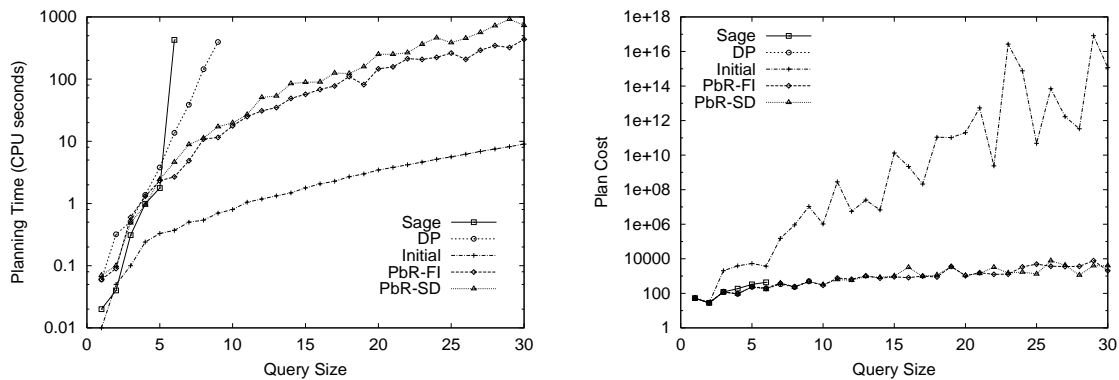 1000
100
10
1
0.1
0.01
Planning Time (CPU seconds)
0 5 10 15 20 25 30
Query Size
Sage
DP
Initial
PbR-FI
PbR-SD
1e+18
1e+16
1e+14
1e+12
1e+10
1e+08
1e+06
10000
100
1
Plan Cost
0 5 10 15 20 25 30
Query Size
Sage
DP
Initial
PbR-FI
PbR-SD